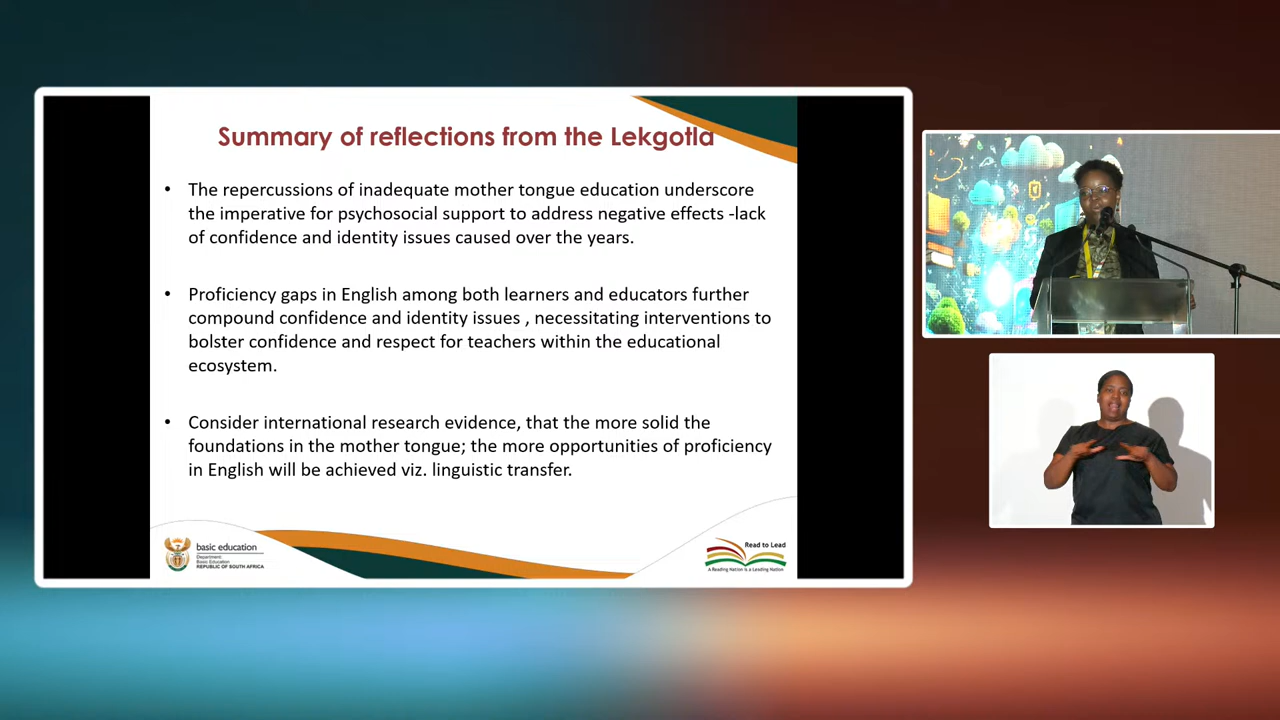 Summary of reflections from the Lekgotla
• The repercussions of inadequate mother tongue education underscore
the imperative for psychosocial support to address negative effects -lack
of confidence and identity issues caused over the years.
• Proficiency gaps in English among both learners and educators further
compound confidence and identity issues , necessitating interventions to
bolster confidence and respect for teachers within the educational
ecosystem.
• Consider international research evidence, that the more solid the
foundations in the mother tongue; the more opportunities of proficiency
in English will be achieved viz. linguistic transfer.
basic education
Department:
Basic Education
REPUBLIC OF SOUTH AFRICA
Read to Lead
A Reading Nation is a Leading Nation